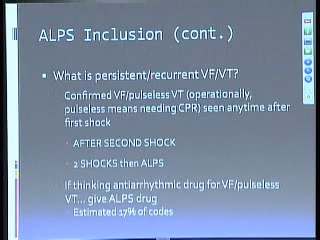 ALPS Inclusion (cont.)
What is persistent/recurrent VF/VT?
Confirmed VF/pulseless VT (operationally,
pulseless means needing CPR) seen anytime after
first shock
AFTER SECOND SHOCK
2 SHOCKS then ALPS
If thinking antiarrhythmic drug for VF/pulseless
VT... give ALPS drug
Estimated 17% of codes